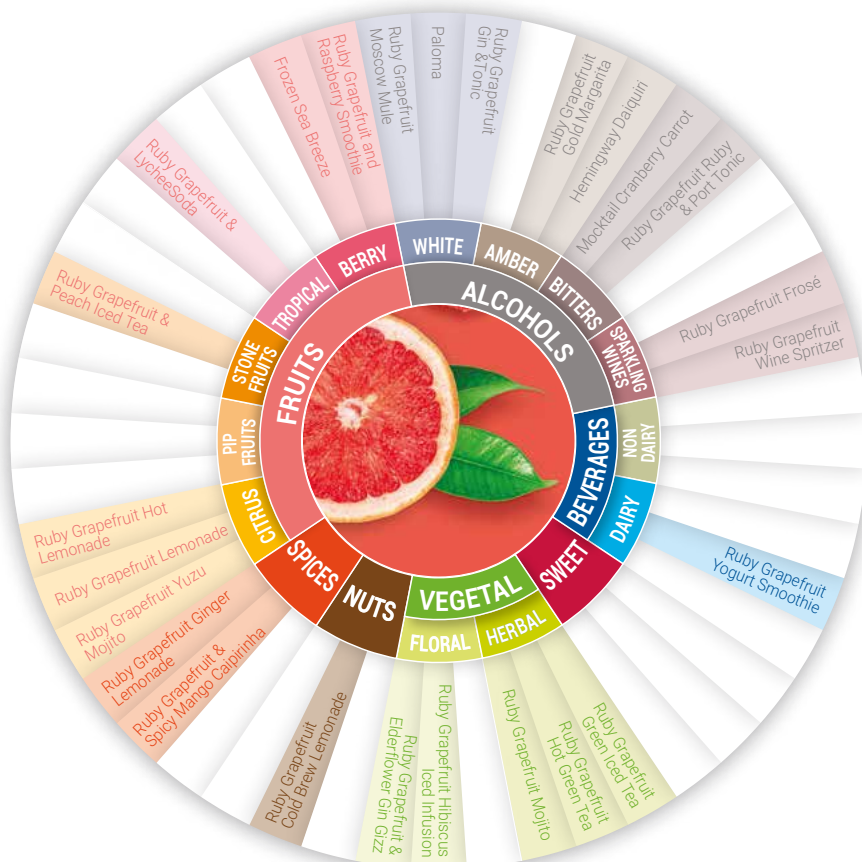 FRUITS
ALCOHOLS
BEVERAGES
SWEET
VEGETAL
NUTS
SPICES
WHITE
AMBER
BITTERS
SPARKLING
WINES
NON
DAIRY
DAIRY
HERBAL
FLORAL
CITRUS
PIP
FRUITS
STONE
FRUITS
TROPICAL
BERRY
Ruby Grapefruit
Moscow Mule
Paloma
Ruby Grapefruit
Gin &Tonic
Ruby Grapefruit
Gold Margarita
Hemingway Daiquiri
Mocktail Cranberry Carrot
Ruby Grapefruit Ruby
& Port Tonic
Ruby Grapefruit Frosé
Ruby Grapefruit
Wine Spritzer
Ruby Grapefruit
Yogurt Smoothie
Ruby Grapefruit
Green Iced Tea
Ruby Grapefruit
Hot Green Tea
Ruby Grapefruit Mojito
Ruby Grapefruit Hibiscus
Iced Infusion
Ruby Grapefruit &
Elderflower Gin Gizz
Ruby Grapefruit
Cold Brew Lemonade
Ruby Grapefruit &
Spicy Mango Caipirinha
Ruby Grapefruit Ginger
Lemonade
Ruby Grapefruit Yuzu
Mojito
Ruby Grapefruit Lemonade
Ruby Grapefruit Hot
Lemonade
Ruby Grapefruit &
Peach Iced Tea
Ruby Grapefruit &
LycheeSoda
Frozen Sea Breeze
Ruby Grapefruit and
Raspberry Smoothie